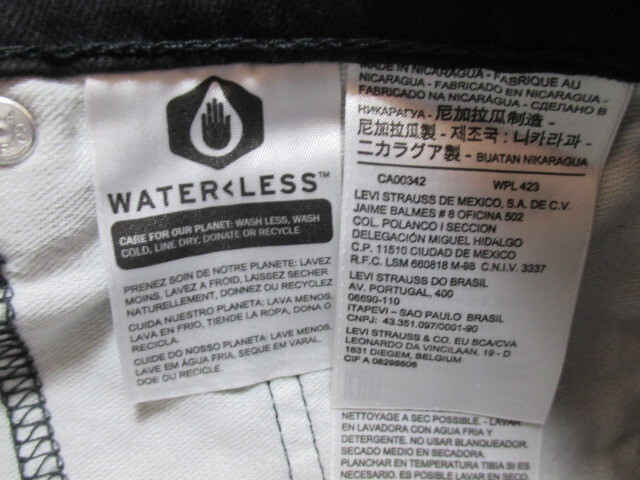 WATER<LESS™
CARE FOR OUR PLANET: WASH LESS, WASH
COLD, LINE DRY, DONATE OR RECYCLE
PRENEZ SOIN DE NOTRE PLANETE: LAVEZ
MOINS, LAVEZ À FROID, LAISSEZ SECHER
NATURELLEMENT, DONNEZ OU RECYCLEZ
CUIDA NUESTRO PLANETA: LAVA MENOS,
LAVA EN FRIO, TIENDE LA ROPA, DONA O
RECICLA.
CUIDE DO NOSSO PLANETA: LAVE MENOS,
LAVE EM ÁGUA FRIA, SEQUE EM VARAL,
DOE OU RECICLE.
MADE IN NICARAGUA - FABRIQUE AU
NICARAGUA - FABRICADO EN NICARAGUA -
FABRICADO NA NICARÁGUA - СДЕЛАНО В
НИКАРАГУА - 尼加拉瓜制造 -
尼加拉瓜製 - 제조국 : 니카라과 -
ニカラグア製 - BUATAN NIKARAGUA
CA00342 WPL 423
LEVI STRAUSS DE MEXICO, S.A. DE C.V.
JAIME BALMES # 8 OFICINA 502
COL. POLANCO I SECCION
DELEGACIÓN MIGUEL HIDALGO
C.P. 11510 CIUDAD DE MEXICO
R.F.C. LSM 660818 M-98 C.N.I.V. 3337
LEVI STRAUSS DO BRASIL
AV. PORTUGAL, 400
06690-110
ITAPEVI – SAO PAULO BRASIL
CNPJ: 43.351.097/0001-90
LEVI STRAUSS & CO. EU SCA/CVA
LEONARDO DA VINCILAAN, 19 - D
1831 DIEGEM, BELGIUM
CIF A 08298606
NETTOYAGE A SEC POSSIBLE. - LAVAR
EN LAVADORA CON AGUA FRIA Y
DETERGENTE. NO USAR BLANQUEADOR.
SECADO MEDIO EN SECADORA.
PLANCHAR EN TEMPERATURA TIBIA SI ES
NECESARIO. ES POSIBLE LAVAR EN SECO